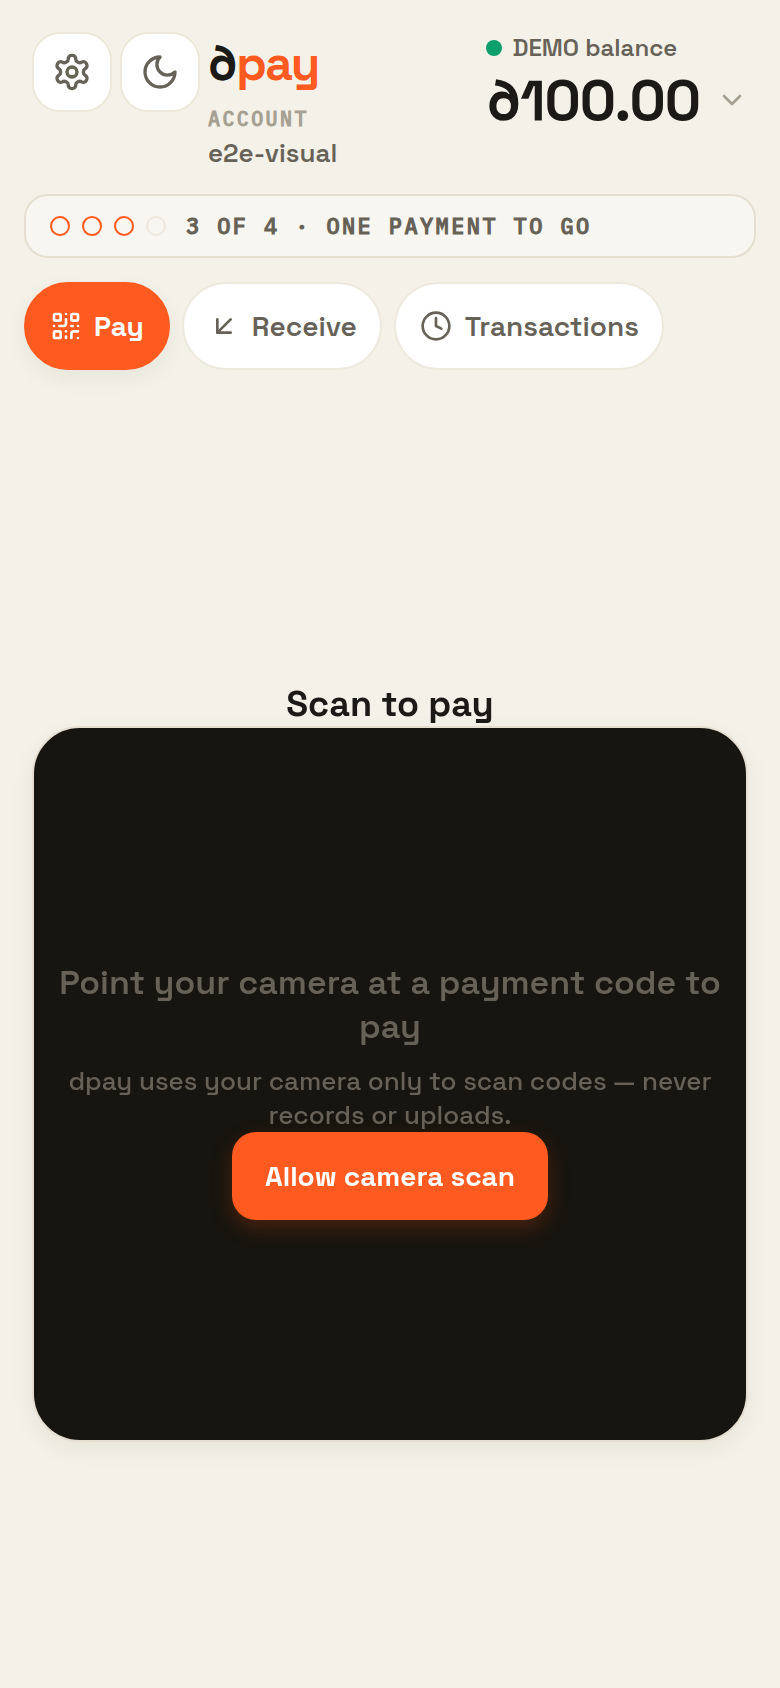 ∂pay
ACCOUNT
e2e-visual
DEMO balance
∂100.00
3 OF 4 · ONE PAYMENT TO GO
Pay
Receive
Transactions
Scan to pay
Point your camera at a payment code to
pay
dpay uses your camera only to scan codes — never
records or uploads.
Allow camera scan